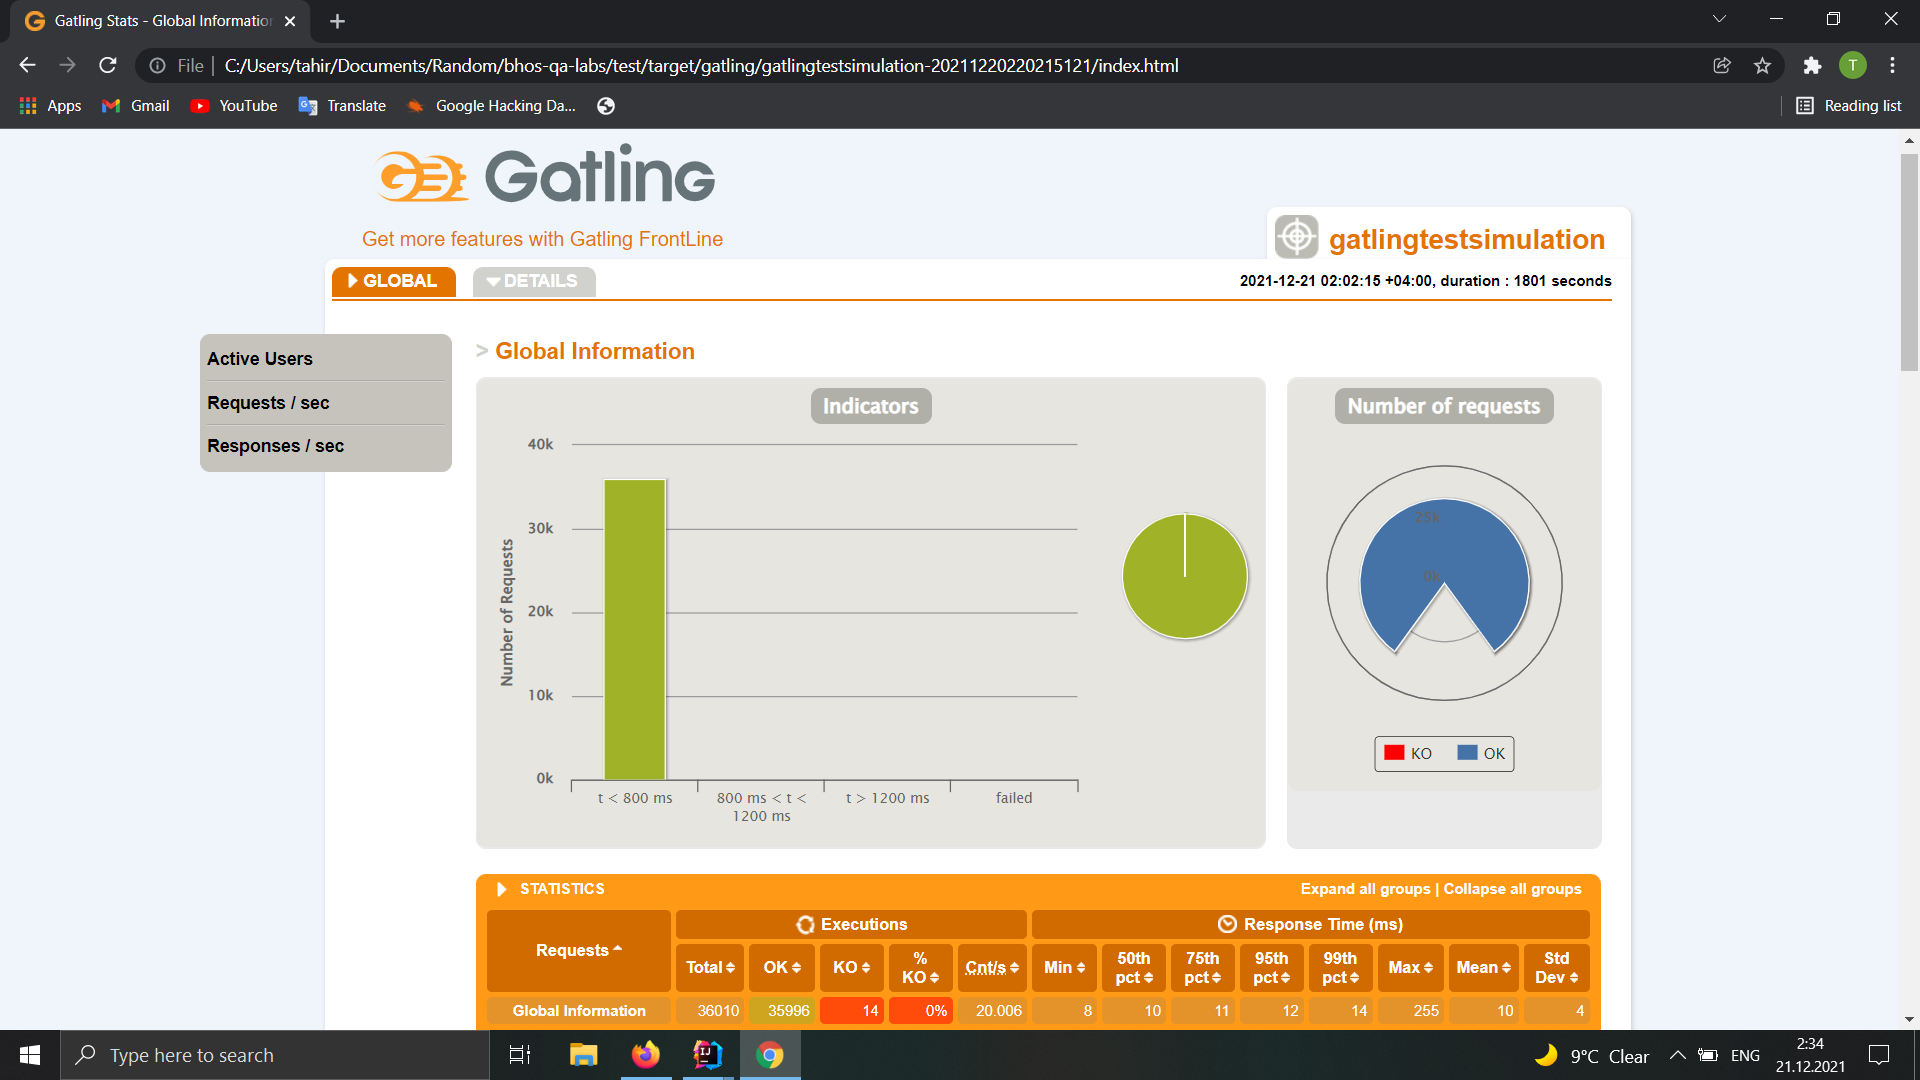 Gatling Stats - Global Information
File
C:/Users/tahir/Documents/Random/bhos-qa-labs/test/target/gatling/gatlingtestsimulation-20211220220215121/index.html
T
Apps
Gmail
YouTube
Translate
Google Hacking Da...
Reading list
Gatling
Get more features with Gatling FrontLine
gatlingtestsimulation
GLOBAL
DETAILS
2021-12-21 02:02:15 +04:00, duration : 1801 seconds
Active Users
Requests / sec
Responses / sec
> Global Information
Indicators
Number of Requests
40k
30k
20k
10k
0k
t < 800 ms
800 ms < t <
1200 ms
t > 1200 ms
failed
Number of requests
25k
0k
KO OK
STATISTICS
Expand all groups | Collapse all groups
Requests
Executions
Response Time (ms)
Total OK KO % KO Cnt/s Min 50th pct 75th pct 95th pct 99th pct Max Mean Std Dev
Global Information 36010 35996 14 0% 20.006 8 10 11 12 14 255 10 4
Type here to search
9°C Clear
ENG
2:34
21.12.2021